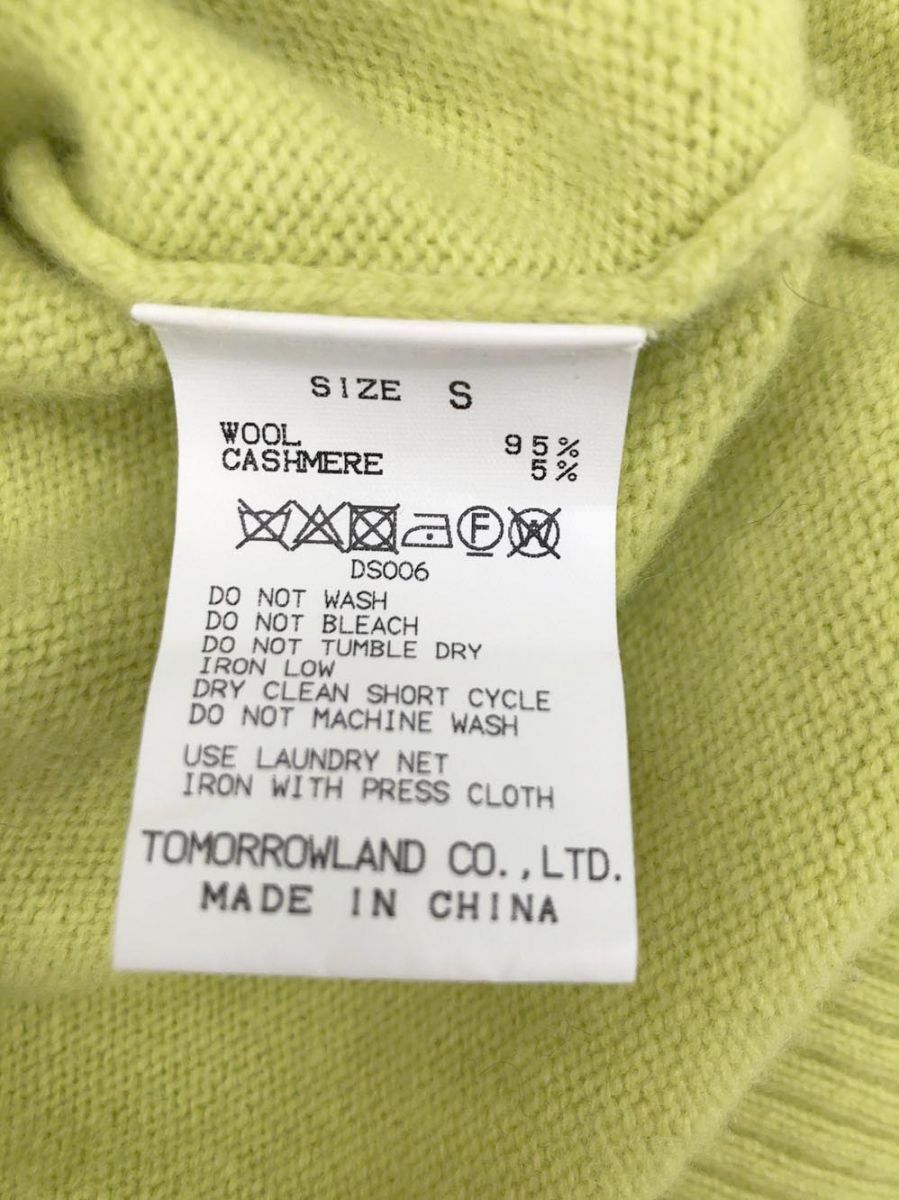 SIZE S
WOOL 95%
CASHMERE 5%
F W
DS006
DO NOT WASH
DO NOT BLEACH
DO NOT TUMBLE DRY
IRON LOW
DRY CLEAN SHORT CYCLE
DO NOT MACHINE WASH
USE LAUNDRY NET
IRON WITH PRESS CLOTH
TOMORROWLAND CO.,LTD.
MADE IN CHINA